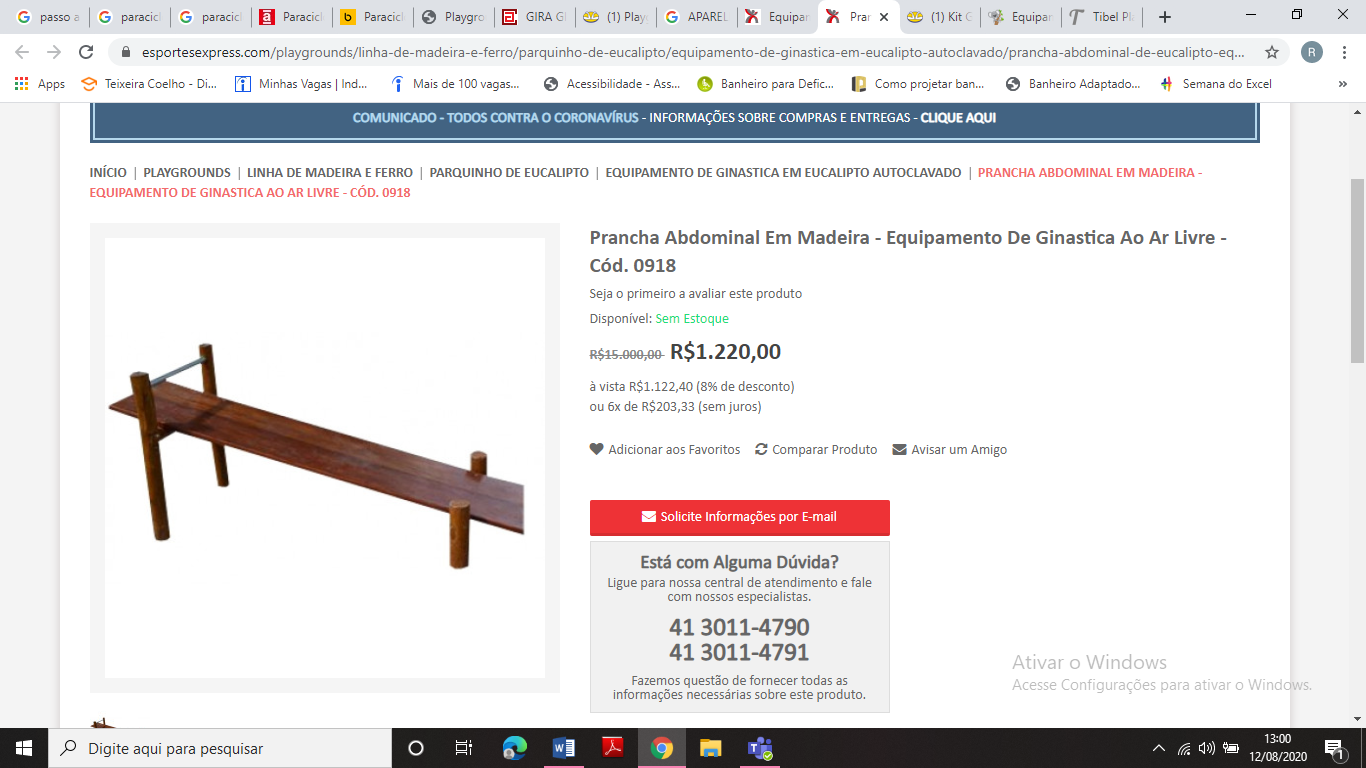 passo a
paracicl
paracicl
Paracicl
Paracicl
Playgro
GIRA GI
(1) Play
APAREL
Equipar
Pran
(1) Kit G
Equipar
Tibel Pl
esportesexpress.com/playgrounds/linha-de-madeira-e-ferro/parquinho-de-eucalipto/equipamento-de-ginastica-em-eucalipto-autoclavado/prancha-abdominal-de-eucalipto-eq...
R
Apps
Teixeira Coelho - Di...
Minhas Vagas | Ind...
Mais de 100 vagas...
Acessibilidade - Ass...
Banheiro para Defic...
Como projetar ban...
Banheiro Adaptado...
Semana do Excel
COMUNICADO - TODOS CONTRA O CORONAVÍRUS - INFORMAÇÕES SOBRE COMPRAS E ENTREGAS - CLIQUE AQUI
INÍCIO | PLAYGROUNDS | LINHA DE MADEIRA E FERRO | PARQUINHO DE EUCALIPTO | EQUIPAMENTO DE GINASTICA EM EUCALIPTO AUTOCLAVADO | PRANCHA ABDOMINAL EM MADEIRA -
EQUIPAMENTO DE GINASTICA AO AR LIVRE - CÓD. 0918
Prancha Abdominal Em Madeira - Equipamento De Ginastica Ao Ar Livre -
Cód. 0918
Seja o primeiro a avaliar este produto
Disponível: Sem Estoque
R$15.000,00 R$1.220,00
à vista R$1.122,40 (8% de desconto)
ou 6x de R$203,33 (sem juros)
Adicionar aos Favoritos
Comparar Produto
Avisar um Amigo
Solicite Informações por E-mail
Está com Alguma Dúvida?
Ligue para nossa central de atendimento e fale
com nossos especialistas.
41 3011-4790
41 3011-4791
Fazemos questão de fornecer todas as
informações necessárias sobre este produto.
Ativar o Windows
Acesse Configurações para ativar o Windows.
Digite aqui para pesquisar
13:00
12/08/2020
1